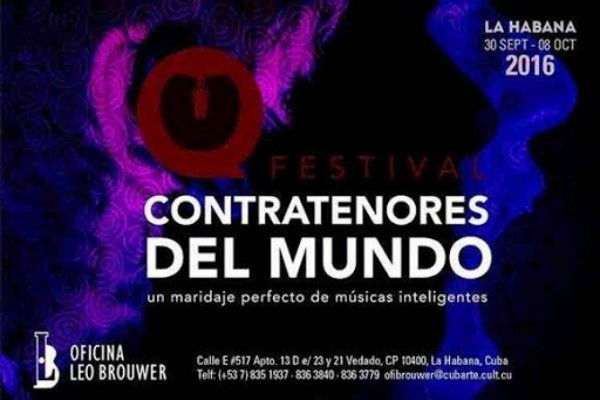 LA HABANA
30 SEPT - 08 OCT
2016
FESTIVAL
CONTRATENORES
DEL MUNDO
un maridaje perfecto de músicas inteligentes
OFICINA
LEO BROUWER
Calle E #517 Apto. 13 D e/ 23 y 21 Vedado, CP 10400, La Habana, Cuba
Telf: (+53 7) 835 1937 - 836 3840 - 836 3779 ofibrouwer@cubarte.cult.cu